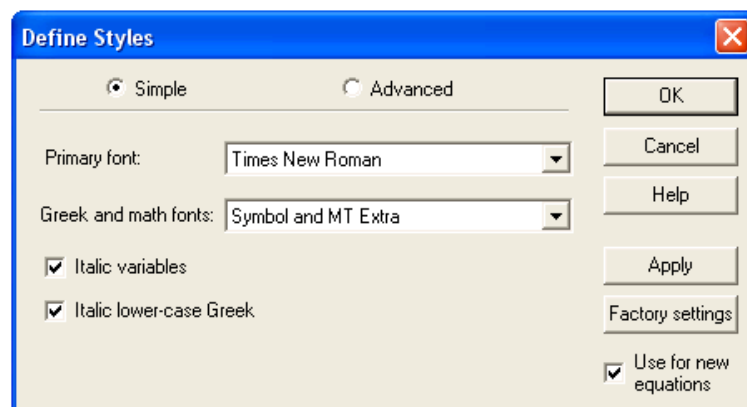 Define Styles
Simple
Advanced
OK
Primary font:
Times New Roman
Cancel
Greek and math fonts:
Symbol and MT Extra
Help
Italic variables
Apply
Italic lower-case Greek
Factory settings
Use for new
equations